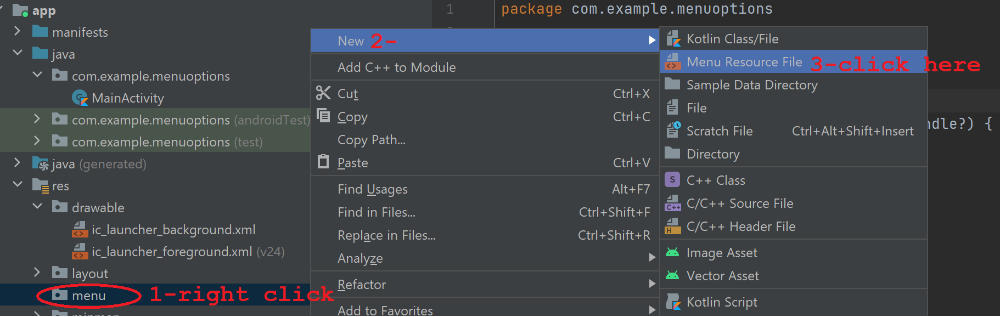 app
manifests
java
com.example.menuoptions
MainActivity
com.example.menuoptions (androidTest)
com.example.menuoptions (test)
java (generated)
res
drawable
ic_launcher_background.xml
ic_launcher_foreground.xml (v24)
layout
menu 1-right click
1 package com.example.menuoptions
ndle?) {
New 2-
Add C++ to Module
Cut Ctrl+X
Copy Ctrl+C
Copy Path...
Paste Ctrl+V
Find Usages Alt+F7
Find in Files... Ctrl+Shift+F
Replace in Files... Ctrl+Shift+R
Analyze
Refactor
Add to Favorites
Kotlin Class/File
Menu Resource File 3-click here
Sample Data Directory
File
Scratch File Ctrl+Alt+Shift+Insert
Directory
S C++ Class
C++ C/C++ Source File
H C/C++ Header File
Image Asset
Vector Asset
Kotlin Script